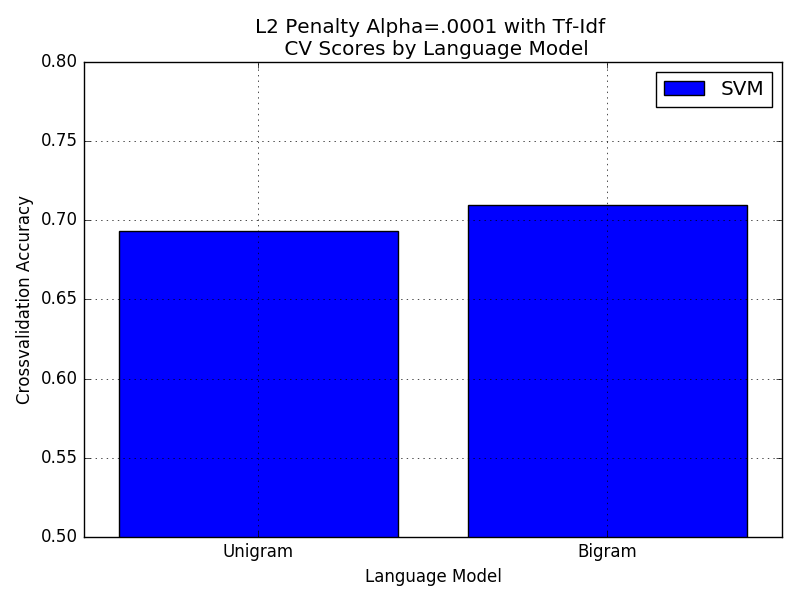 L2 Penalty Alpha=.0001 with Tf-Idf
CV Scores by Language Model
SVM
0.80
0.75
0.70
0.65
0.60
0.55
0.50
Crossvalidation Accuracy
Unigram
Bigram
Language Model